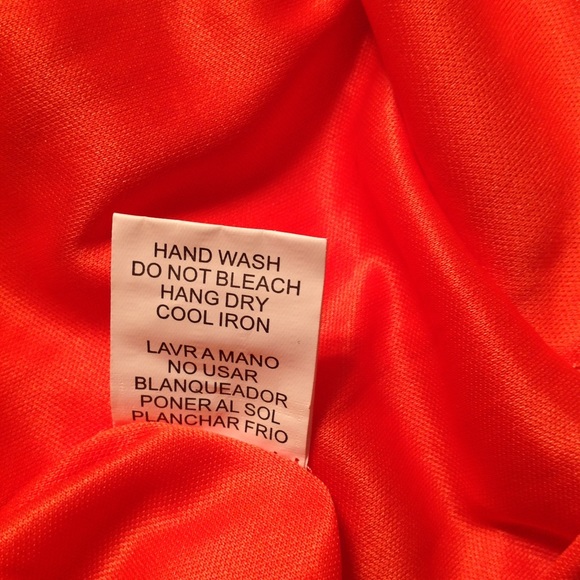 HAND WASH
DO NOT BLEACH
HANG DRY
COOL IRON
LAVR A MANO
NO USAR
BLANQUEADOR
PONER AL SOL
PLANCHAR FRIO